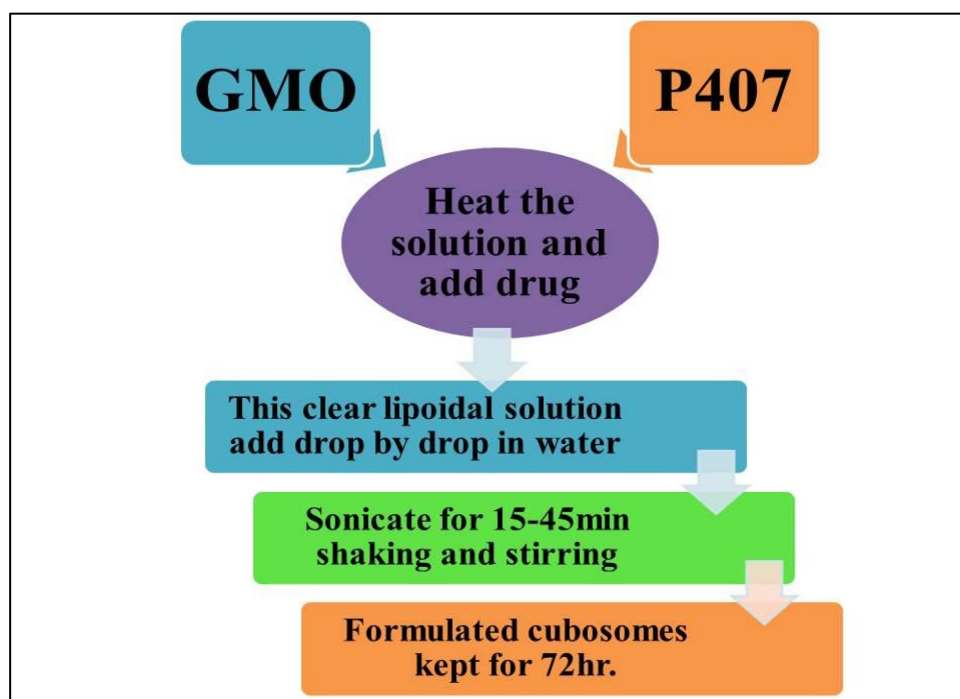 GMO
P407
Heat the
solution and
add drug
This clear lipoidal solution
add drop by drop in water
Sonicate for 15-45min
shaking and stirring
Formulated cubosomes
kept for 72hr.